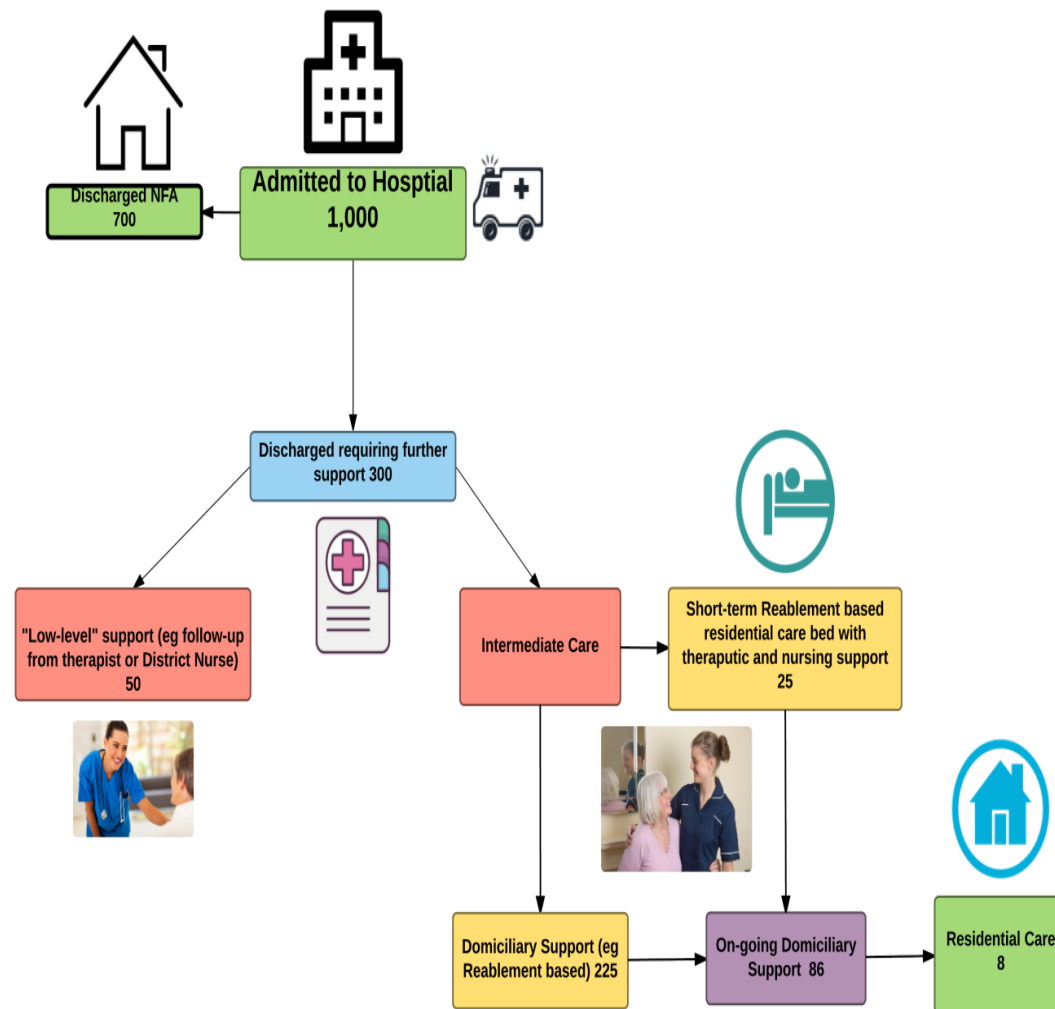 Admitted to Hosptial
1,000
Discharged NFA
700
Discharged requiring further
support 300
"Low-level" support (eg follow-up
from therapist or District Nurse)
50
Intermediate Care
Short-term Reablement based
residential care bed with
theraputic and nursing support
25
Domiciliary Support (eg
Reablement based) 225
On-going Domiciliary
Support 86
Residential Care
8